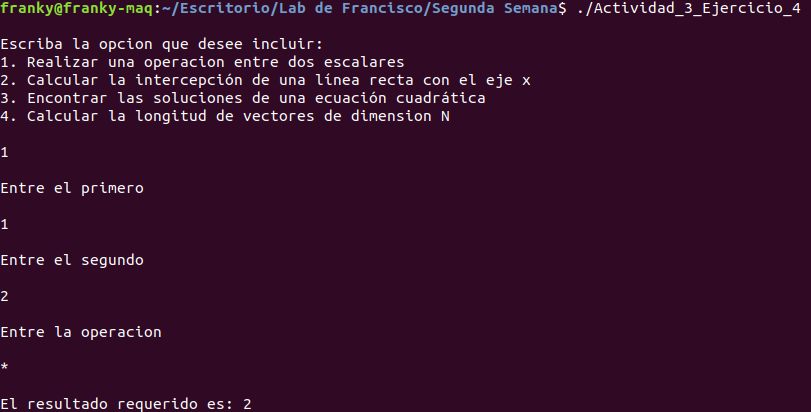 franky@franky-maq:~/Escritorio/Lab de Francisco/Segunda Semana$ ./Actividad_3_Ejercicio_4
Escriba la opcion que desee incluir:
1. Realizar una operacion entre dos escalares
2. Calcular la intercepción de una línea recta con el eje x
3. Encontrar las soluciones de una ecuación cuadrática
4. Calcular la longitud de vectores de dimension N
1
Entre el primero
1
Entre el segundo
2
Entre la operacion
*
El resultado requerido es: 2